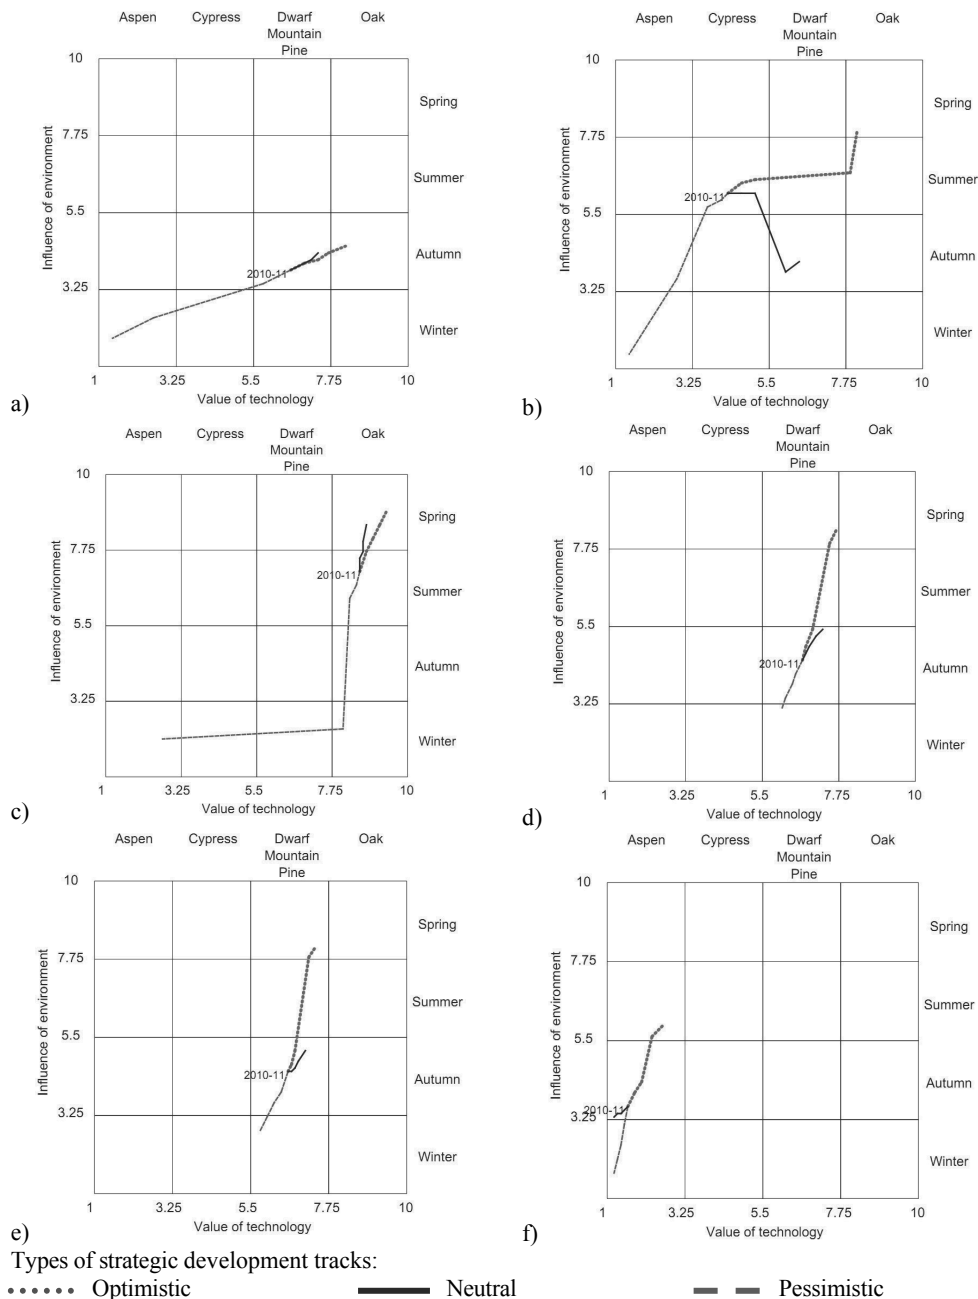 Aspen Cypress Dwarf Mountain Pine Oak
10
Spring
7.75
Summer
5.5
Autumn
2010-11
3.25
Winter
Influence of environment
1 3.25 5.5 7.75 10
Value of technology
a)
Aspen Cypress Dwarf Mountain Pine Oak
10
Spring
7.75
Summer
2010-11
5.5
Autumn
3.25
Winter
Influence of environment
1 3.25 5.5 7.75 10
Value of technology
b)
Aspen Cypress Dwarf Mountain Pine Oak
10
Spring
7.75
2010-11
Summer
5.5
Autumn
3.25
Winter
Influence of environment
1 3.25 5.5 7.75 10
Value of technology
c)
Aspen Cypress Dwarf Mountain Pine Oak
10
Spring
7.75
Summer
5.5
2010-11
Autumn
3.25
Winter
Influence of environment
1 3.25 5.5 7.75 10
Value of technology
d)
Aspen Cypress Dwarf Mountain Pine Oak
10
Spring
7.75
Summer
5.5
2010-11
Autumn
3.25
Winter
Influence of environment
1 3.25 5.5 7.75 10
Value of technology
e)
Aspen Cypress Dwarf Mountain Pine Oak
10
Spring
7.75
Summer
5.5
Autumn
2010-11
3.25
Winter
Influence of environment
1 3.25 5.5 7.75 10
Value of technology
f)
Types of strategic development tracks:
Optimistic Neutral Pessimistic